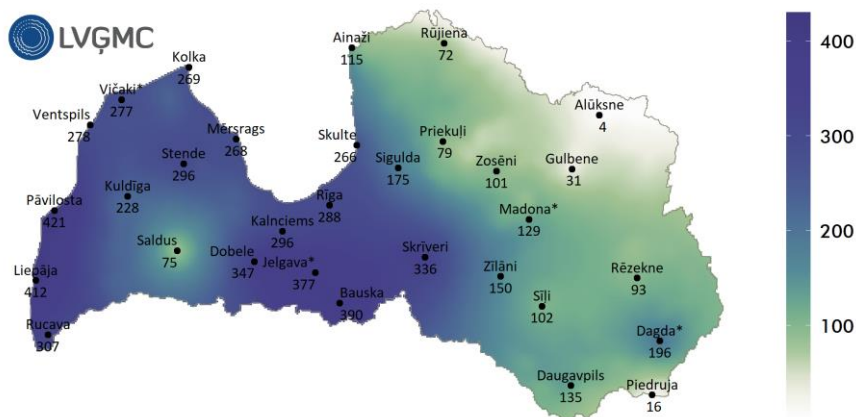 LVĢMC
Kolka
269
Vičaki*
277
Ventspils
278
Mērsrags
268
Stende
296
Kuldīga
228
Pāvilosta
421
Saldus
75
Liepāja
412
Rucava
307
Dobele
347
Kalnciems
296
Jelgava*
377
Rīga
288
Bauska
390
Ainaži
115
Rūjiena
72
Skulte
266
Sigulda
175
Priekuļi
79
Zosēni
101
Alūksne
4
Gulbene
31
Madona*
129
Skrīveri
336
Zīlāni
150
Sīļi
102
Rēzekne
93
Dagda*
196
Daugavpils
135
Piedruja
16
400
300
200
100